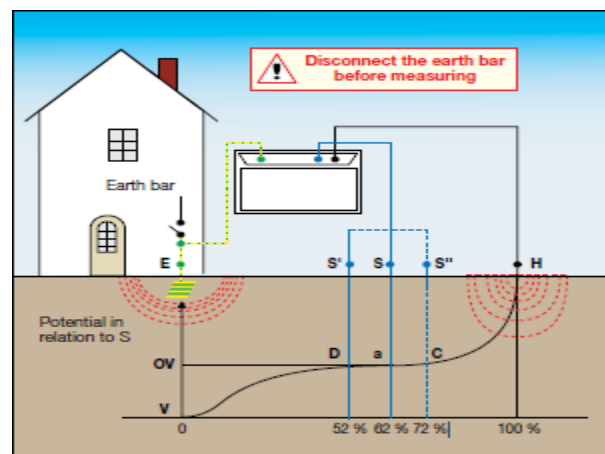 Disconnect the earth bar
before measuring
Earth bar
E
S'
S
S"
H
Potential in
relation to S
D
a
C
OV
V
0
52 %
62 %
72 %
100 %